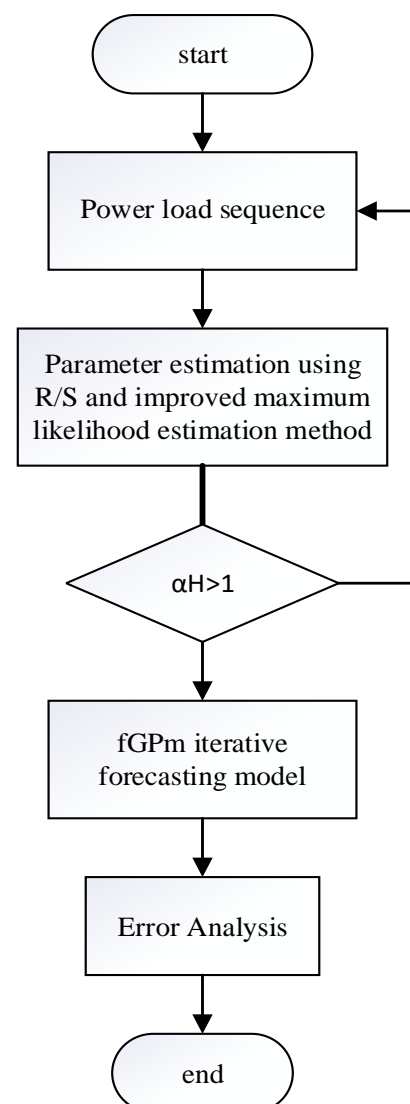 start
Power load sequence
Parameter estimation using
R/S and improved maximum
likelihood estimation method
αH>1
fGPm iterative
forecasting model
Error Analysis
end